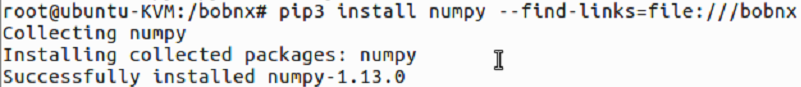 root@ubuntu-KVM:/bobnx# pip3 install numpy --find-links=file:///bobnx
Collecting numpy
Installing collected packages: numpy
Successfully installed numpy-1.13.0